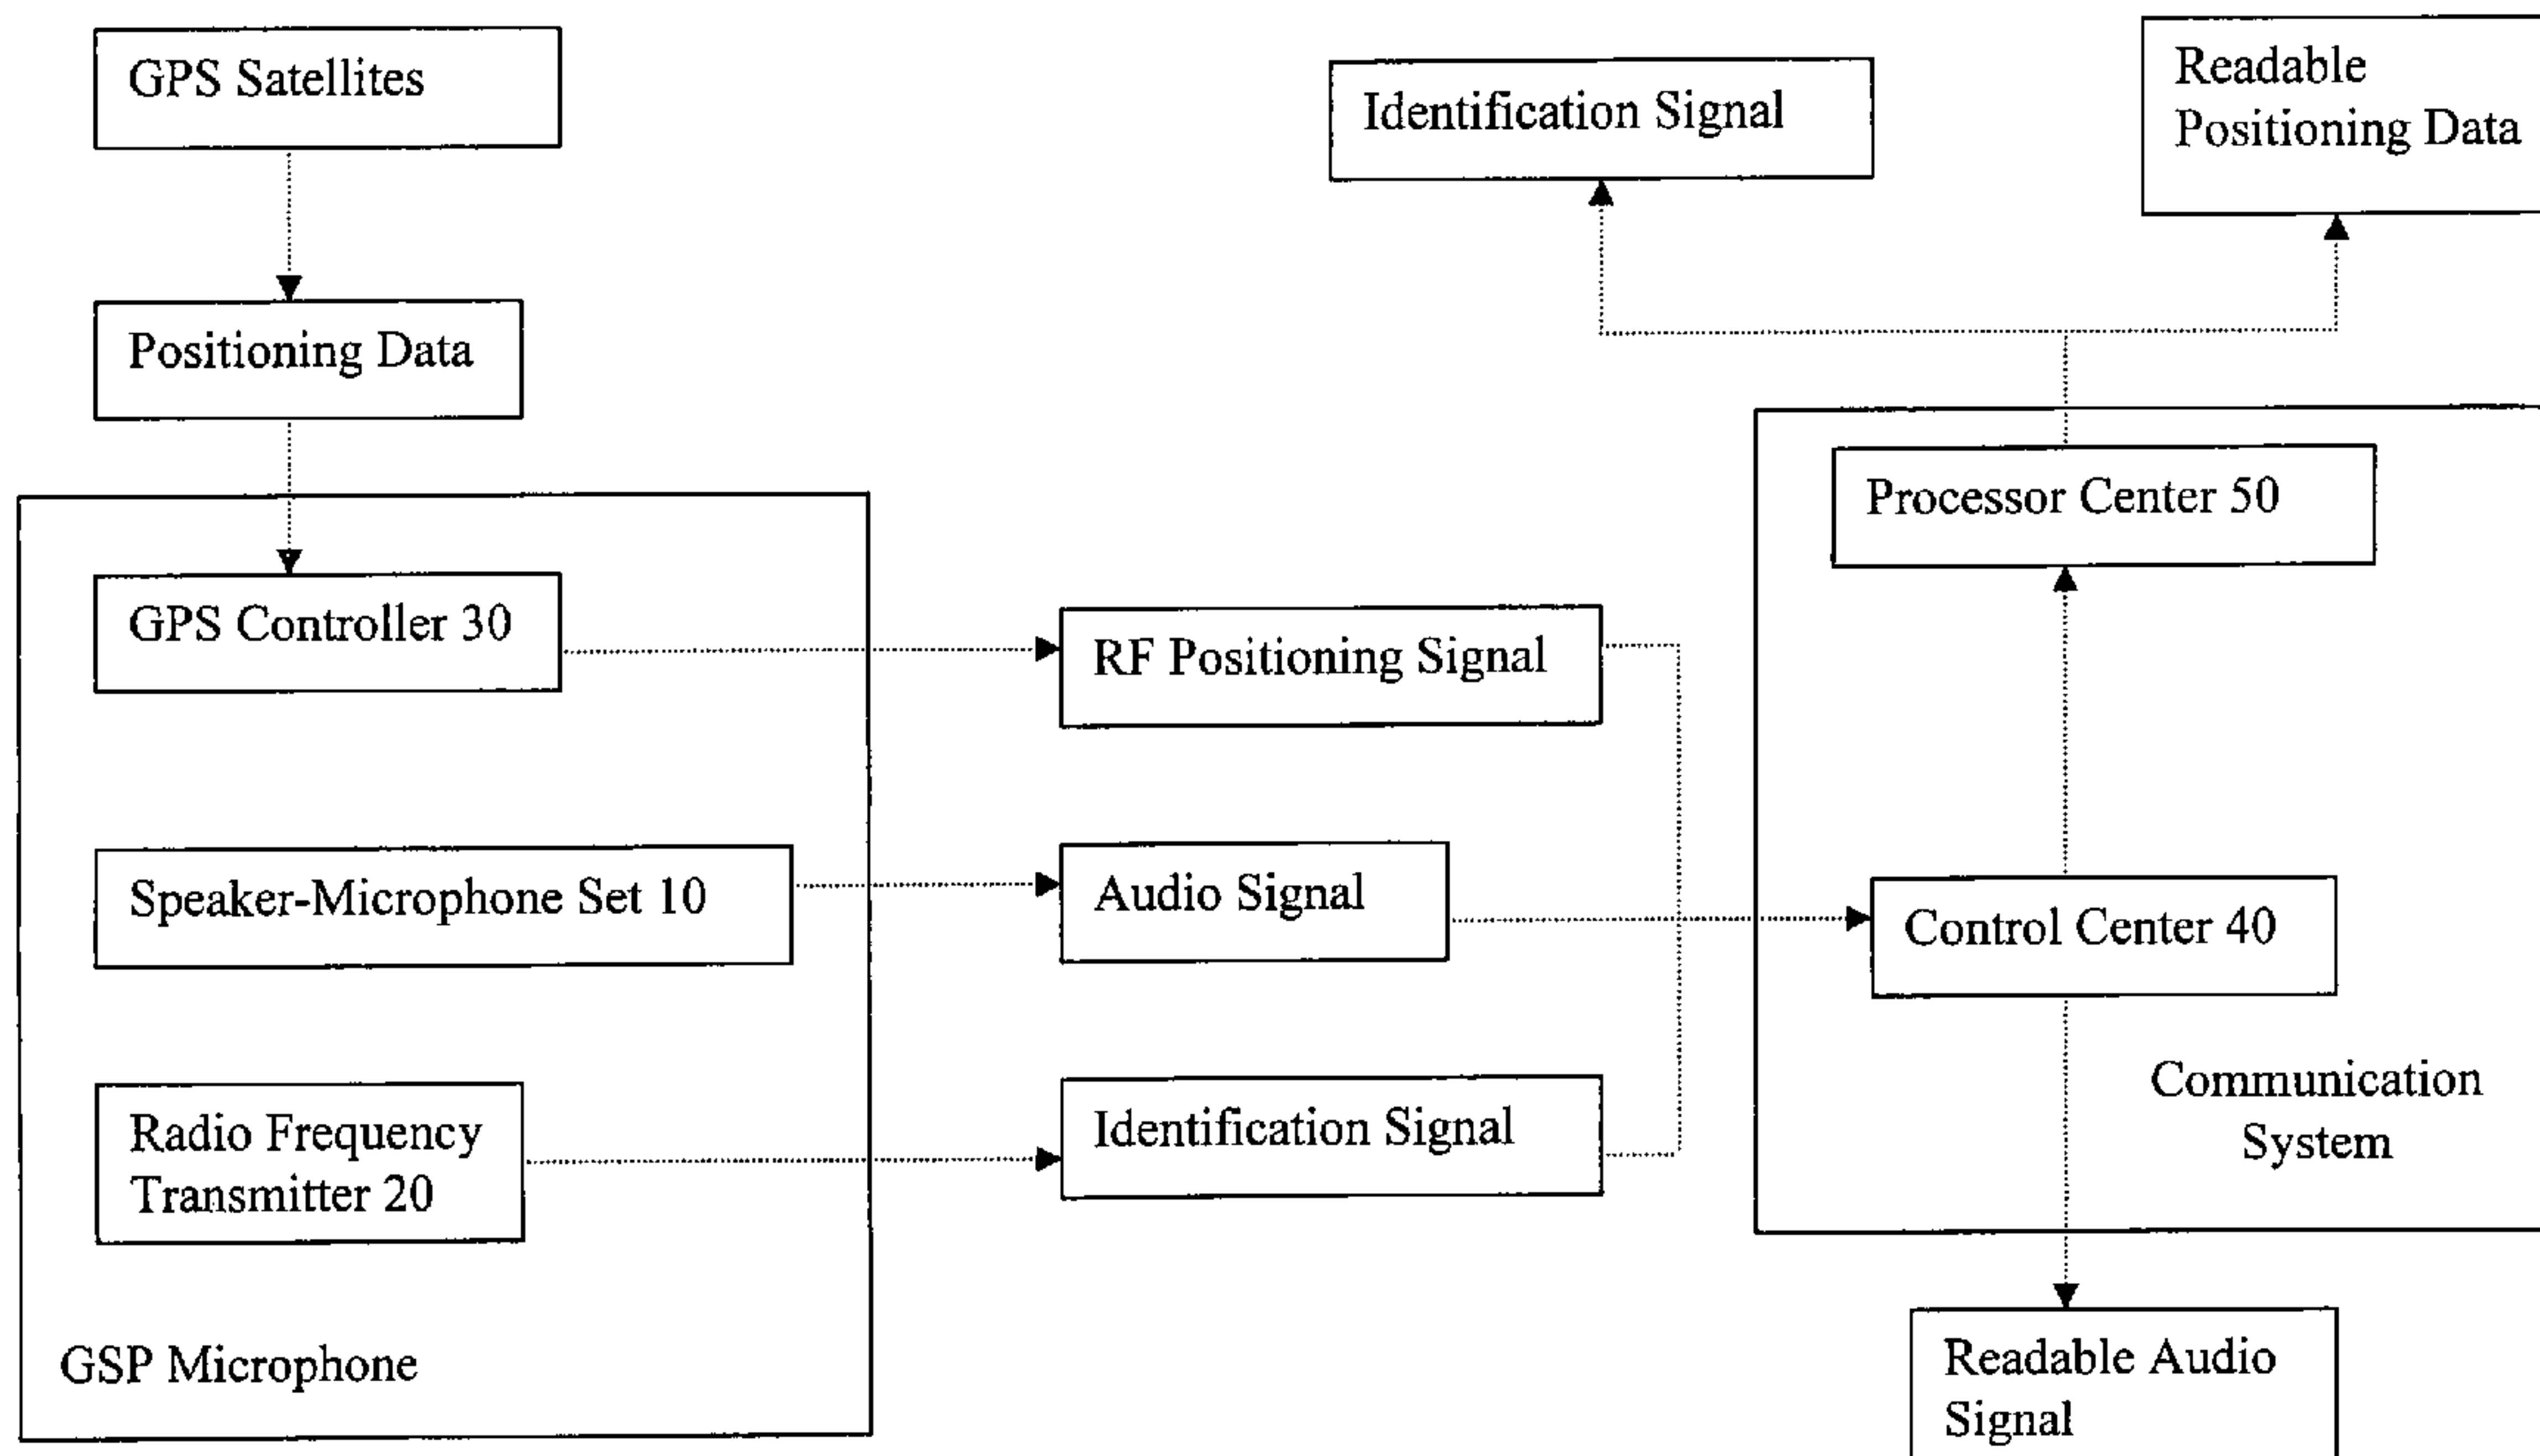 GPS Satellites
Positioning Data
GPS Controller 30
Speaker-Microphone Set 10
Radio Frequency
Transmitter 20
GSP Microphone
RF Positioning Signal
Audio Signal
Identification Signal
Identification Signal
Readable
Positioning Data
Processor Center 50
Control Center 40
Communication
System
Readable Audio
Signal